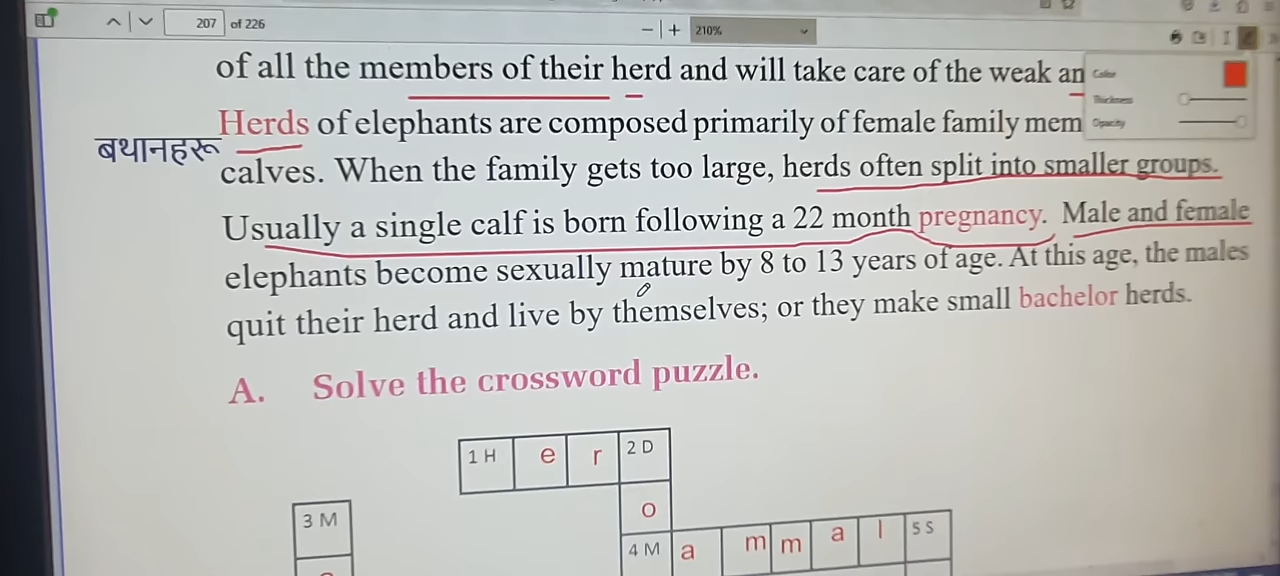 207 of 226
210%
of all the members of their herd and will take care of the weak an
Color
Thickness
Opacity
Herds of elephants are composed primarily of female family mem
बथानहरू
calves. When the family gets too large, herds often split into smaller groups.
Usually a single calf is born following a 22 month pregnancy. Male and female
elephants become sexually mature by 8 to 13 years of age. At this age, the males
quit their herd and live by themselves; or they make small bachelor herds.
A. Solve the crossword puzzle.
1 H e r 2 D
o
3 M
4 M a m m a l 5 S